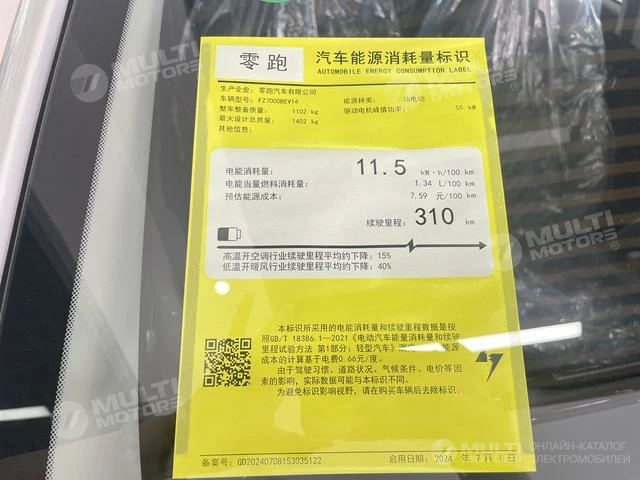 零跑 汽车能源消耗量标识
AUTOMOBILE ENERGY CONSUMPTION LABEL
生产企业: 零跑汽车有限公司
车辆型号: FZ7000BEV14 能源种类: 纯电动
整车整备质量: 1102 kg 驱动电机峰值功率: 55 kW
最大设计总质量: 1402 kg
其他信息:
电能消耗量: 11.5 kW·h/100 km
电能当量燃料消耗量: 1.34 L/100 km
预估能源成本: 7.59 元/100 km
续驶里程: 310 km
高温开空调行业续驶里程平均约下降: 15%
低温开暖风行业续驶里程平均约下降: 40%
本标识所采用的电能消耗量和续驶里程数据是按
照GB/T 18386.1—2021《电动汽车能量消耗量和续驶
里程试验方法 第1部分: 轻型汽车》测定 能源成
本的计算基于电费0.66元/度。
由于驾驶习惯、道路状况、气候条件、电价等因
素的影响, 实际数据可能与本标识不同。
为避免标识影响视野, 请在购买车辆后去除标识。
备案号: GD20240708153035122 启用日期: 2024 年 7 月 1 日
MULTI MOTORS
MULTI MOTORS
MULTI MOTORS
MULTI MOTORS
MULTI MOTORS
MULTI ОНЛАЙН-КАТАЛОГ
MOTORS ЭЛЕКТРОМОБИЛЕЙ